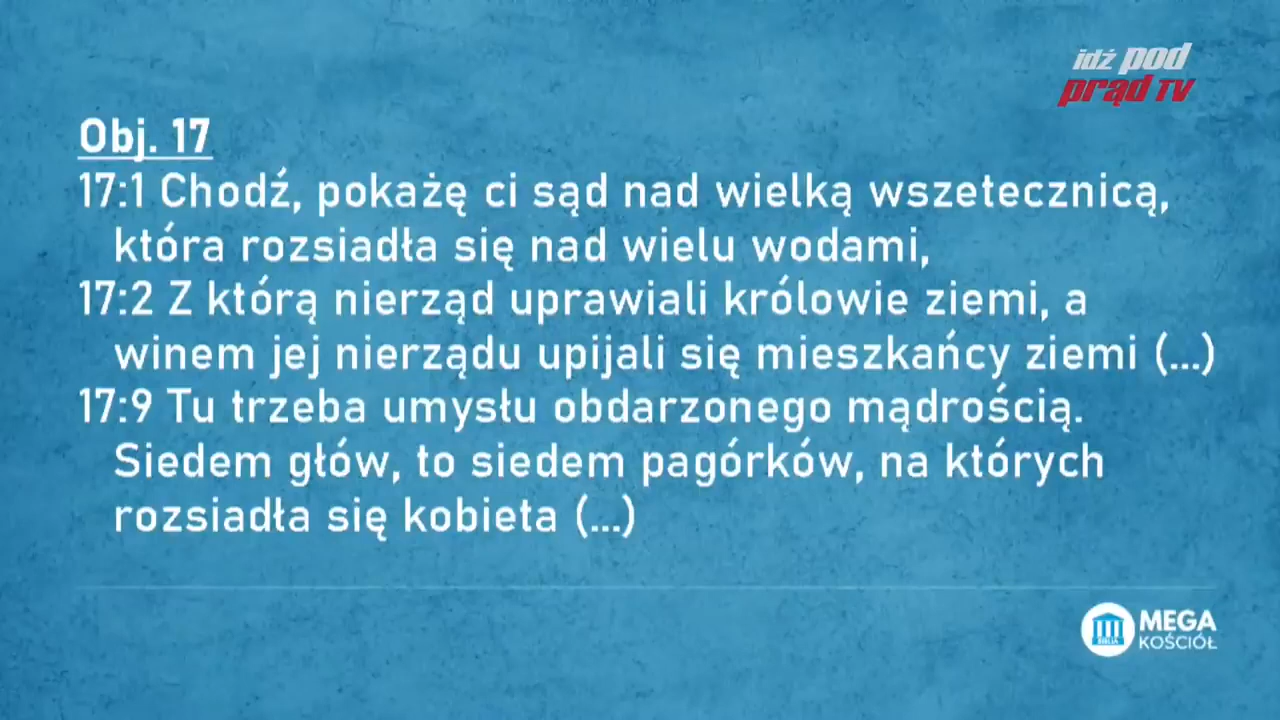 idź pod
prąd TV
Obj. 17
17:1 Chodź, pokażę ci sąd nad wielką wszetecznicą,
która rozsiadła się nad wielu wodami,
17:2 Z którą nierząd uprawiali królowie ziemi, a
winem jej nierządu upijali się mieszkańcy ziemi (...)
17:9 Tu trzeba umysłu obdarzonego mądrością.
Siedem głów, to siedem pagórków, na których
rozsiadła się kobieta (...)
BIBLIA
MEGA
KOŚCIÓŁ